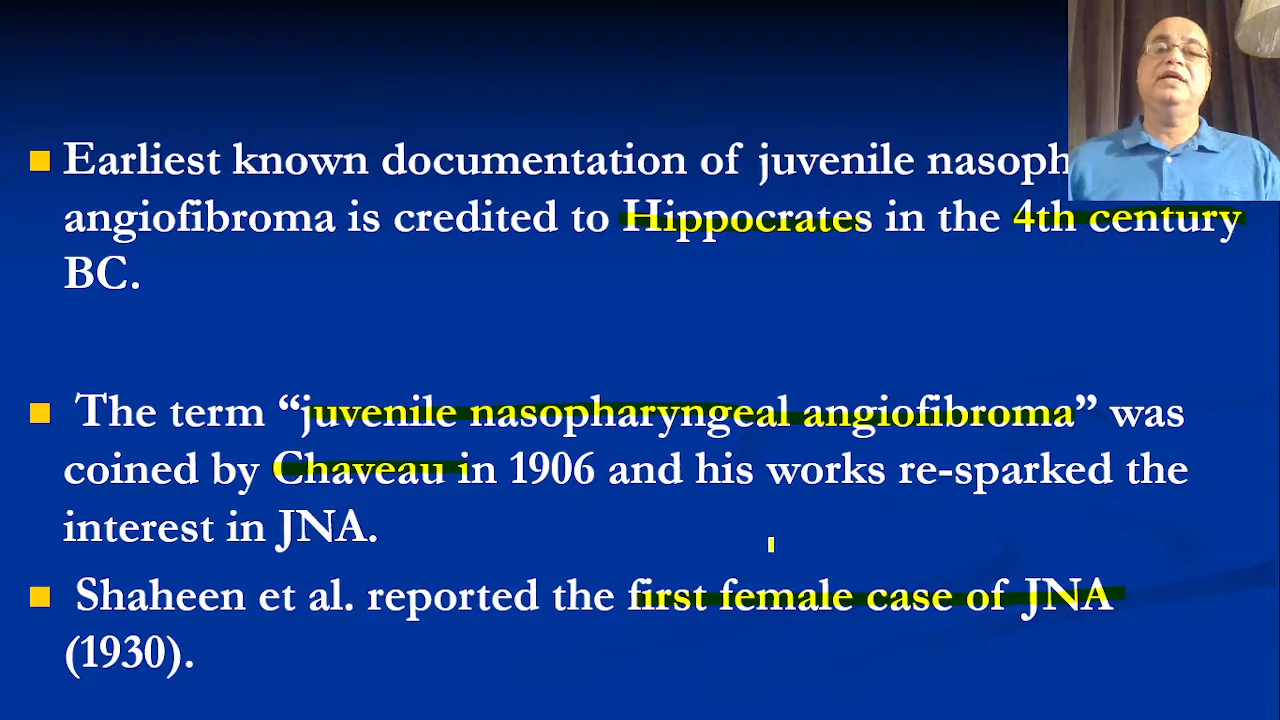 Earliest known documentation of juvenile nasoph
angiofibroma is credited to Hippocrates in the 4th century
BC.
The term “juvenile nasopharyngeal angiofibroma” was
coined by Chaveau in 1906 and his works re-sparked the
interest in JNA.
Shaheen et al. reported the first female case of JNA
(1930).